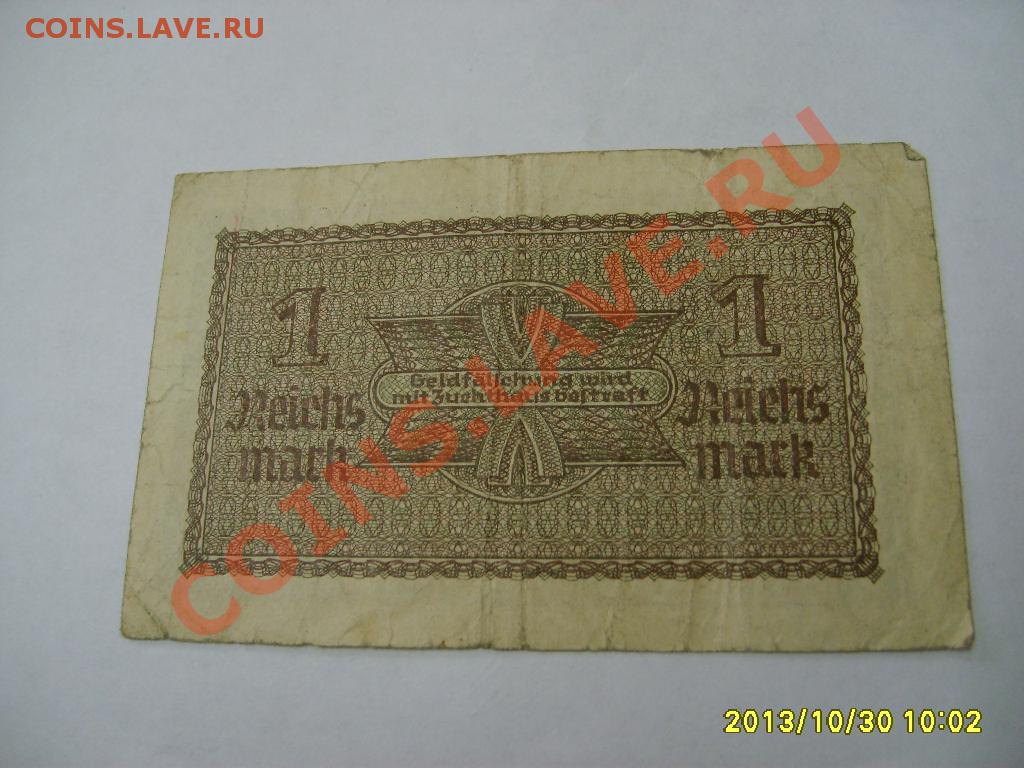 COINS.LAVE.RU
COINS.LAVE.RU
1
1
Geldfälschung wird
mit Zuchthaus bestraft
Reichs
mark
Reichs
mark
2013/10/30 10:02